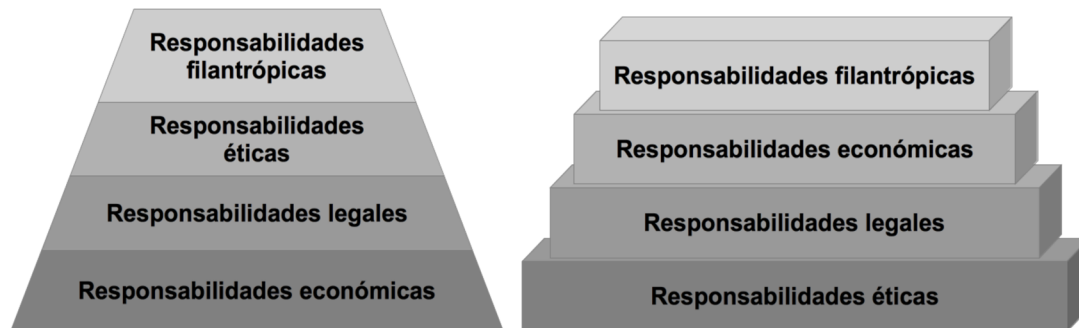 Responsabilidades
filantrópicas
Responsabilidades
éticas
Responsabilidades legales
Responsabilidades económicas
Responsabilidades filantrópicas
Responsabilidades económicas
Responsabilidades legales
Responsabilidades éticas